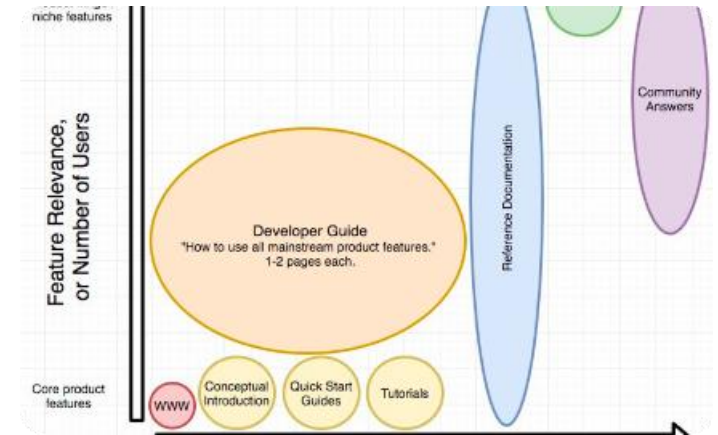 niche features
Community
Answers
Feature Relevance,
or Number of Users
Reference Documentation
Developer Guide
"How to use all mainstream product features."
1-2 pages each.
Core product
features
www
Conceptual
Introduction
Quick Start
Guides
Tutorials